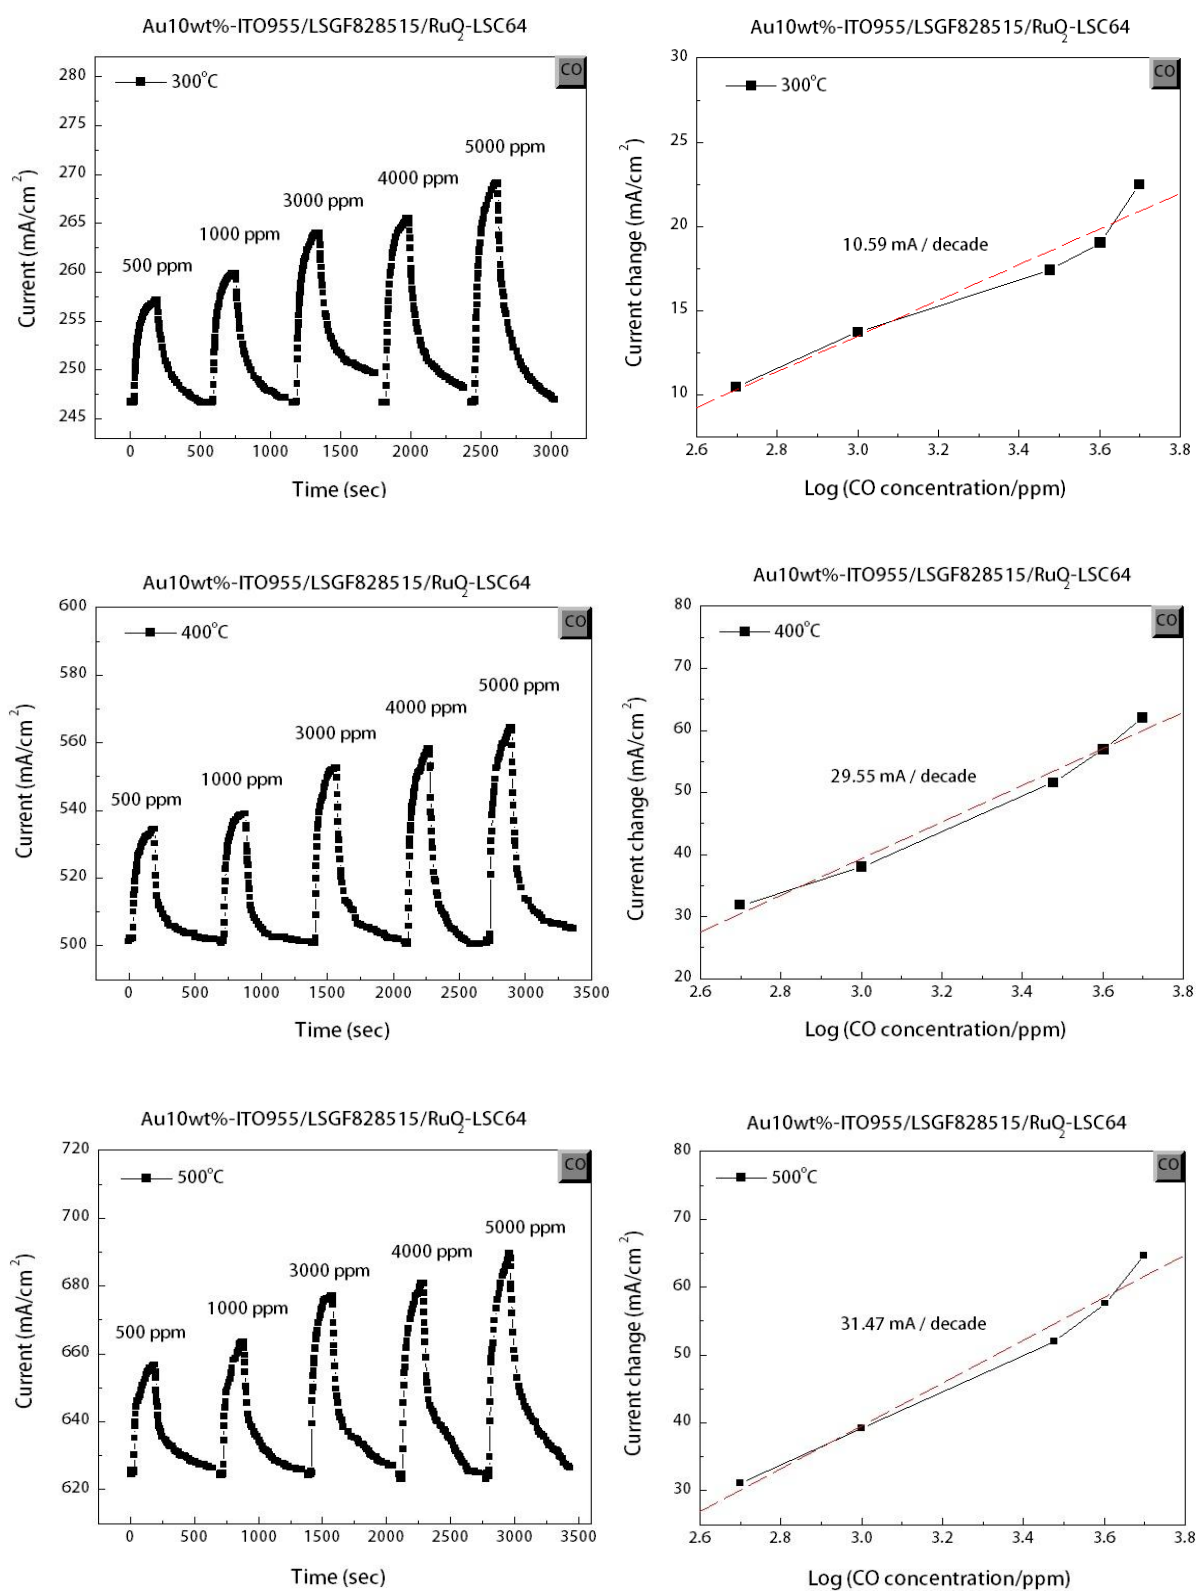 Au10wt%-ITO955/LSGF828515/RuO2-LSC64
CO
300°C
280
275
270
265
260
255
250
245
Current (mA/cm²)
500 ppm
1000 ppm
3000 ppm
4000 ppm
5000 ppm
0 500 1000 1500 2000 2500 3000
Time (sec)
Au10wt%-ITO955/LSGF828515/RuO2-LSC64
CO
300°C
30
25
20
15
10
Current change (mA/cm²)
10.59 mA / decade
2.6 2.8 3.0 3.2 3.4 3.6 3.8
Log (CO concentration/ppm)
Au10wt%-ITO955/LSGF828515/RuO2-LSC64
CO
400°C
600
580
560
540
520
500
Current (mA/cm²)
500 ppm
1000 ppm
3000 ppm
4000 ppm
5000 ppm
0 500 1000 1500 2000 2500 3000 3500
Time (sec)
Au10wt%-ITO955/LSGF828515/RuO2-LSC64
CO
400°C
80
70
60
50
40
30
20
Current change (mA/cm²)
29.55 mA / decade
2.6 2.8 3.0 3.2 3.4 3.6 3.8
Log (CO concentration/ppm)
Au10wt%-ITO955/LSGF828515/RuO2-LSC64
CO
500°C
720
700
680
660
640
620
Current (mA/cm²)
500 ppm
1000 ppm
3000 ppm
4000 ppm
5000 ppm
0 500 1000 1500 2000 2500 3000 3500
Time (sec)
Au10wt%-ITO955/LSGF828515/RuO2-LSC64
CO
500°C
80
70
60
50
40
30
Current change (mA/cm²)
31.47 mA / decade
2.6 2.8 3.0 3.2 3.4 3.6 3.8
Log (CO concentration/ppm)